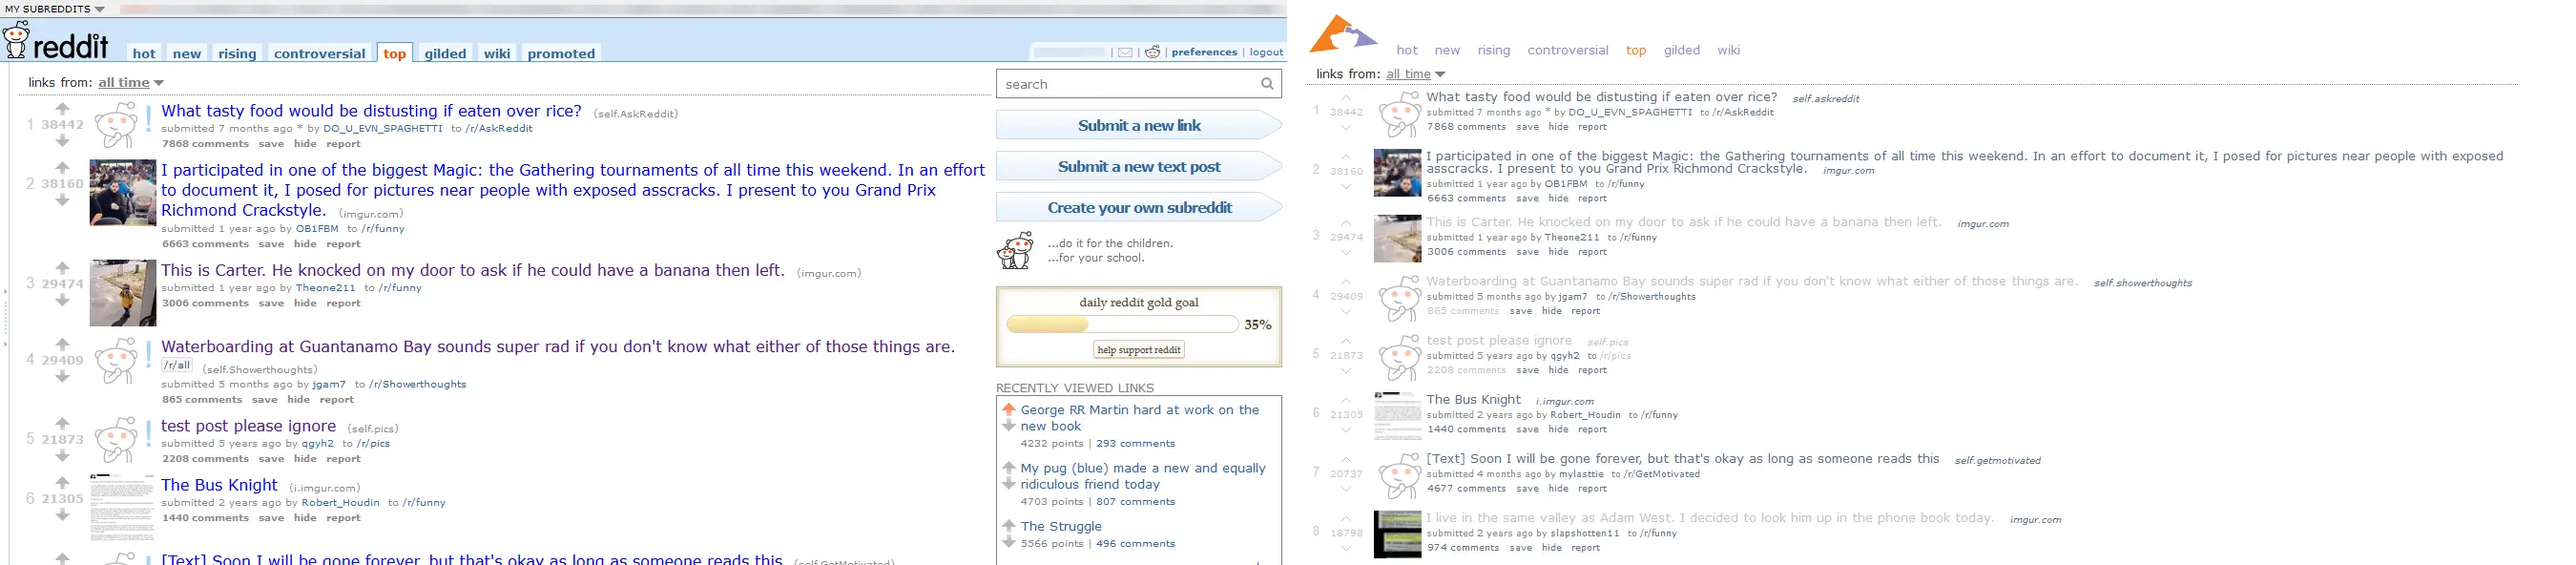 MY SUBREDDITS
reddit hot new rising controversial top gilded wiki promoted
| | preferences | logout
links from: all time
1 38442 What tasty food would be distusting if eaten over rice? (self.AskReddit)
submitted 7 months ago * by DO_U_EVN_SPAGHETTI to /r/AskReddit
7868 comments save hide report
2 38160 I participated in one of the biggest Magic: the Gathering tournaments of all time this weekend. In an effort
to document it, I posed for pictures near people with exposed asscracks. I present to you Grand Prix
Richmond Crackstyle. (imgur.com)
submitted 1 year ago by OB1FBM to /r/funny
6663 comments save hide report
3 29474 This is Carter. He knocked on my door to ask if he could have a banana then left. (imgur.com)
submitted 1 year ago by Theone211 to /r/funny
3006 comments save hide report
4 29409 Waterboarding at Guantanamo Bay sounds super rad if you don't know what either of those things are.
/r/all (self.Showerthoughts)
submitted 5 months ago by jgam7 to /r/Showerthoughts
865 comments save hide report
5 21873 test post please ignore (self.pics)
submitted 5 years ago by qgyh2 to /r/pics
2208 comments save hide report
6 21305 The Bus Knight (i.imgur.com)
submitted 2 years ago by Robert_Houdin to /r/funny
1440 comments save hide report
[Text] Soon I will be gone forever, but that's okay as long as someone reads this (self.GetMotivated)
search
Submit a new link
Submit a new text post
Create your own subreddit
...do it for the children.
...for your school.
daily reddit gold goal
35%
help support reddit
RECENTLY VIEWED LINKS
George RR Martin hard at work on the
new book
4232 points | 293 comments
My pug (blue) made a new and equally
ridiculous friend today
4703 points | 807 comments
The Struggle
5566 points | 496 comments
hot new rising controversial top gilded wiki
links from: all time
1 38442 What tasty food would be distusting if eaten over rice? self.askreddit
submitted 7 months ago * by DO_U_EVN_SPAGHETTI to /r/AskReddit
7868 comments save hide report
2 38160 I participated in one of the biggest Magic: the Gathering tournaments of all time this weekend. In an effort to document it, I posed for pictures near people with exposed
asscracks. I present to you Grand Prix Richmond Crackstyle. imgur.com
submitted 1 year ago by OB1FBM to /r/funny
6663 comments save hide report
3 29474 This is Carter. He knocked on my door to ask if he could have a banana then left. imgur.com
submitted 1 year ago by Theone211 to /r/funny
3006 comments save hide report
4 29409 Waterboarding at Guantanamo Bay sounds super rad if you don't know what either of those things are. self.showerthoughts
submitted 5 months ago by jgam7 to /r/Showerthoughts
865 comments save hide report
5 21873 test post please ignore self.pics
submitted 5 years ago by qgyh2 to /r/pics
2208 comments save hide report
6 21305 The Bus Knight i.imgur.com
submitted 2 years ago by Robert_Houdin to /r/funny
1440 comments save hide report
7 20737 [Text] Soon I will be gone forever, but that's okay as long as someone reads this self.getmotivated
submitted 4 months ago by mylasttie to /r/GetMotivated
4677 comments save hide report
8 18798 I live in the same valley as Adam West. I decided to look him up in the phone book today. imgur.com
submitted 2 years ago by slapshotten11 to /r/funny
974 comments save hide report